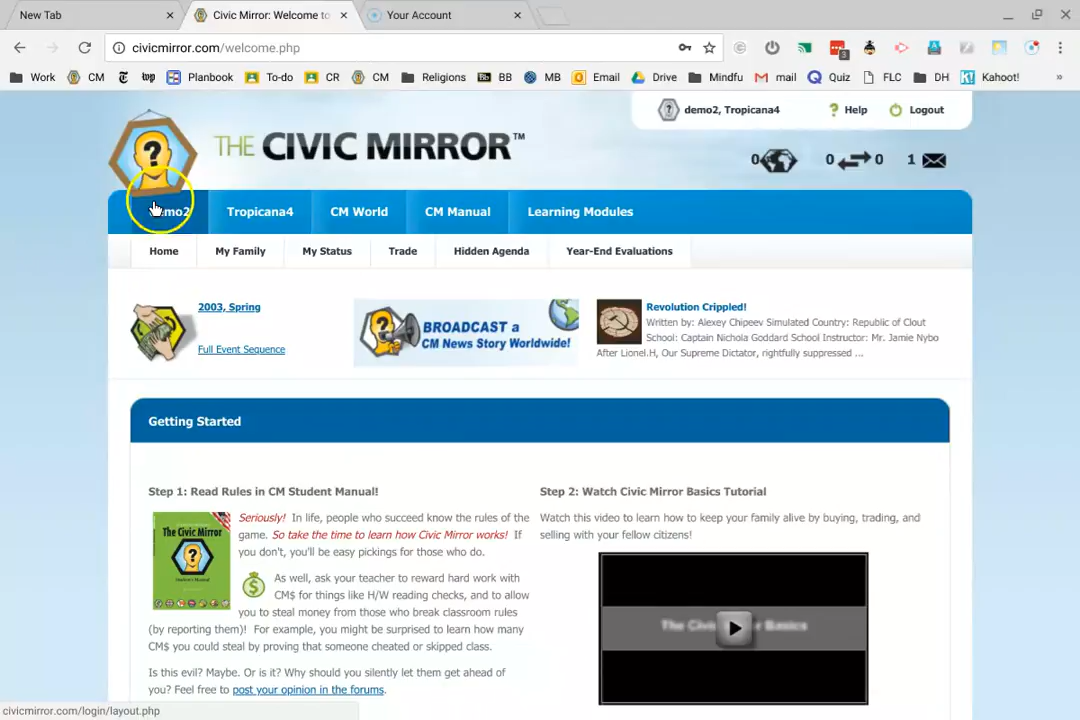 New Tab × Civic Mirror: Welcome to × Your Account ×
civicmirror.com/welcome.php
3
Work CM T top Planbook To-do CR CM Religions BB MB Email Drive Mindfu mail Quiz FLC DH Kahoot! »
demo2, Tropicana4 ? Help Logout
? THE CIVIC MIRROR™
0 0 0 1
demo2 Tropicana4 CM World CM Manual Learning Modules
Home My Family My Status Trade Hidden Agenda Year-End Evaluations
2003, Spring
Full Event Sequence
BROADCAST a
CM News Story Worldwide!
Revolution Crippled!
Written by: Alexey Chipeev Simulated Country: Republic of Clout
School: Captain Nichola Goddard School Instructor: Mr. Jamie Nybo
After Lionel.H, Our Supreme Dictator, rightfully suppressed ...
Getting Started
Step 1: Read Rules in CM Student Manual!
The Civic Mirror
Seriously! In life, people who succeed know the rules of the
game. So take the time to learn how Civic Mirror works! If
you don't, you'll be easy pickings for those who do.
As well, ask your teacher to reward hard work with
CM$ for things like H/W reading checks, and to allow
you to steal money from those who break classroom rules
(by reporting them)! For example, you might be surprised to learn how many
CM$ you could steal by proving that someone cheated or skipped class.
Is this evil? Maybe. Or is it? Why should you silently let them get ahead of
you? Feel free to post your opinion in the forums.
Step 2: Watch Civic Mirror Basics Tutorial
Watch this video to learn how to keep your family alive by buying, trading, and
selling with your fellow citizens!
The Civic Mirror Basics
civicmirror.com/login/layout.php